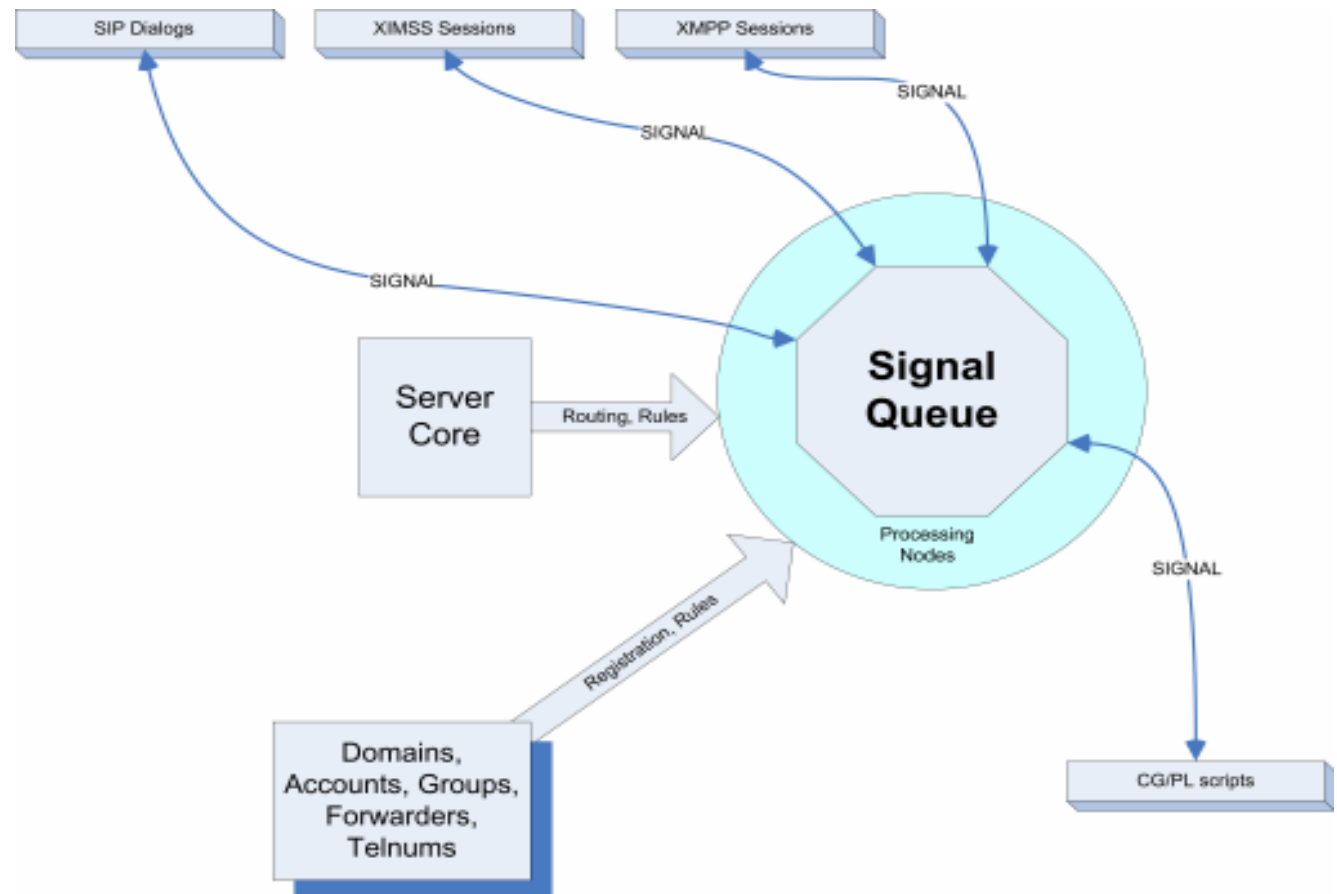 SIP Dialogs
XIMSS Sessions
XMPP Sessions
SIGNAL
SIGNAL
SIGNAL
Server
Core
Routing, Rules
Signal
Queue
Processing
Nodes
SIGNAL
Registration, Rules
Domains,
Accounts, Groups,
Forwarders,
Telnums
CG/PL scripts